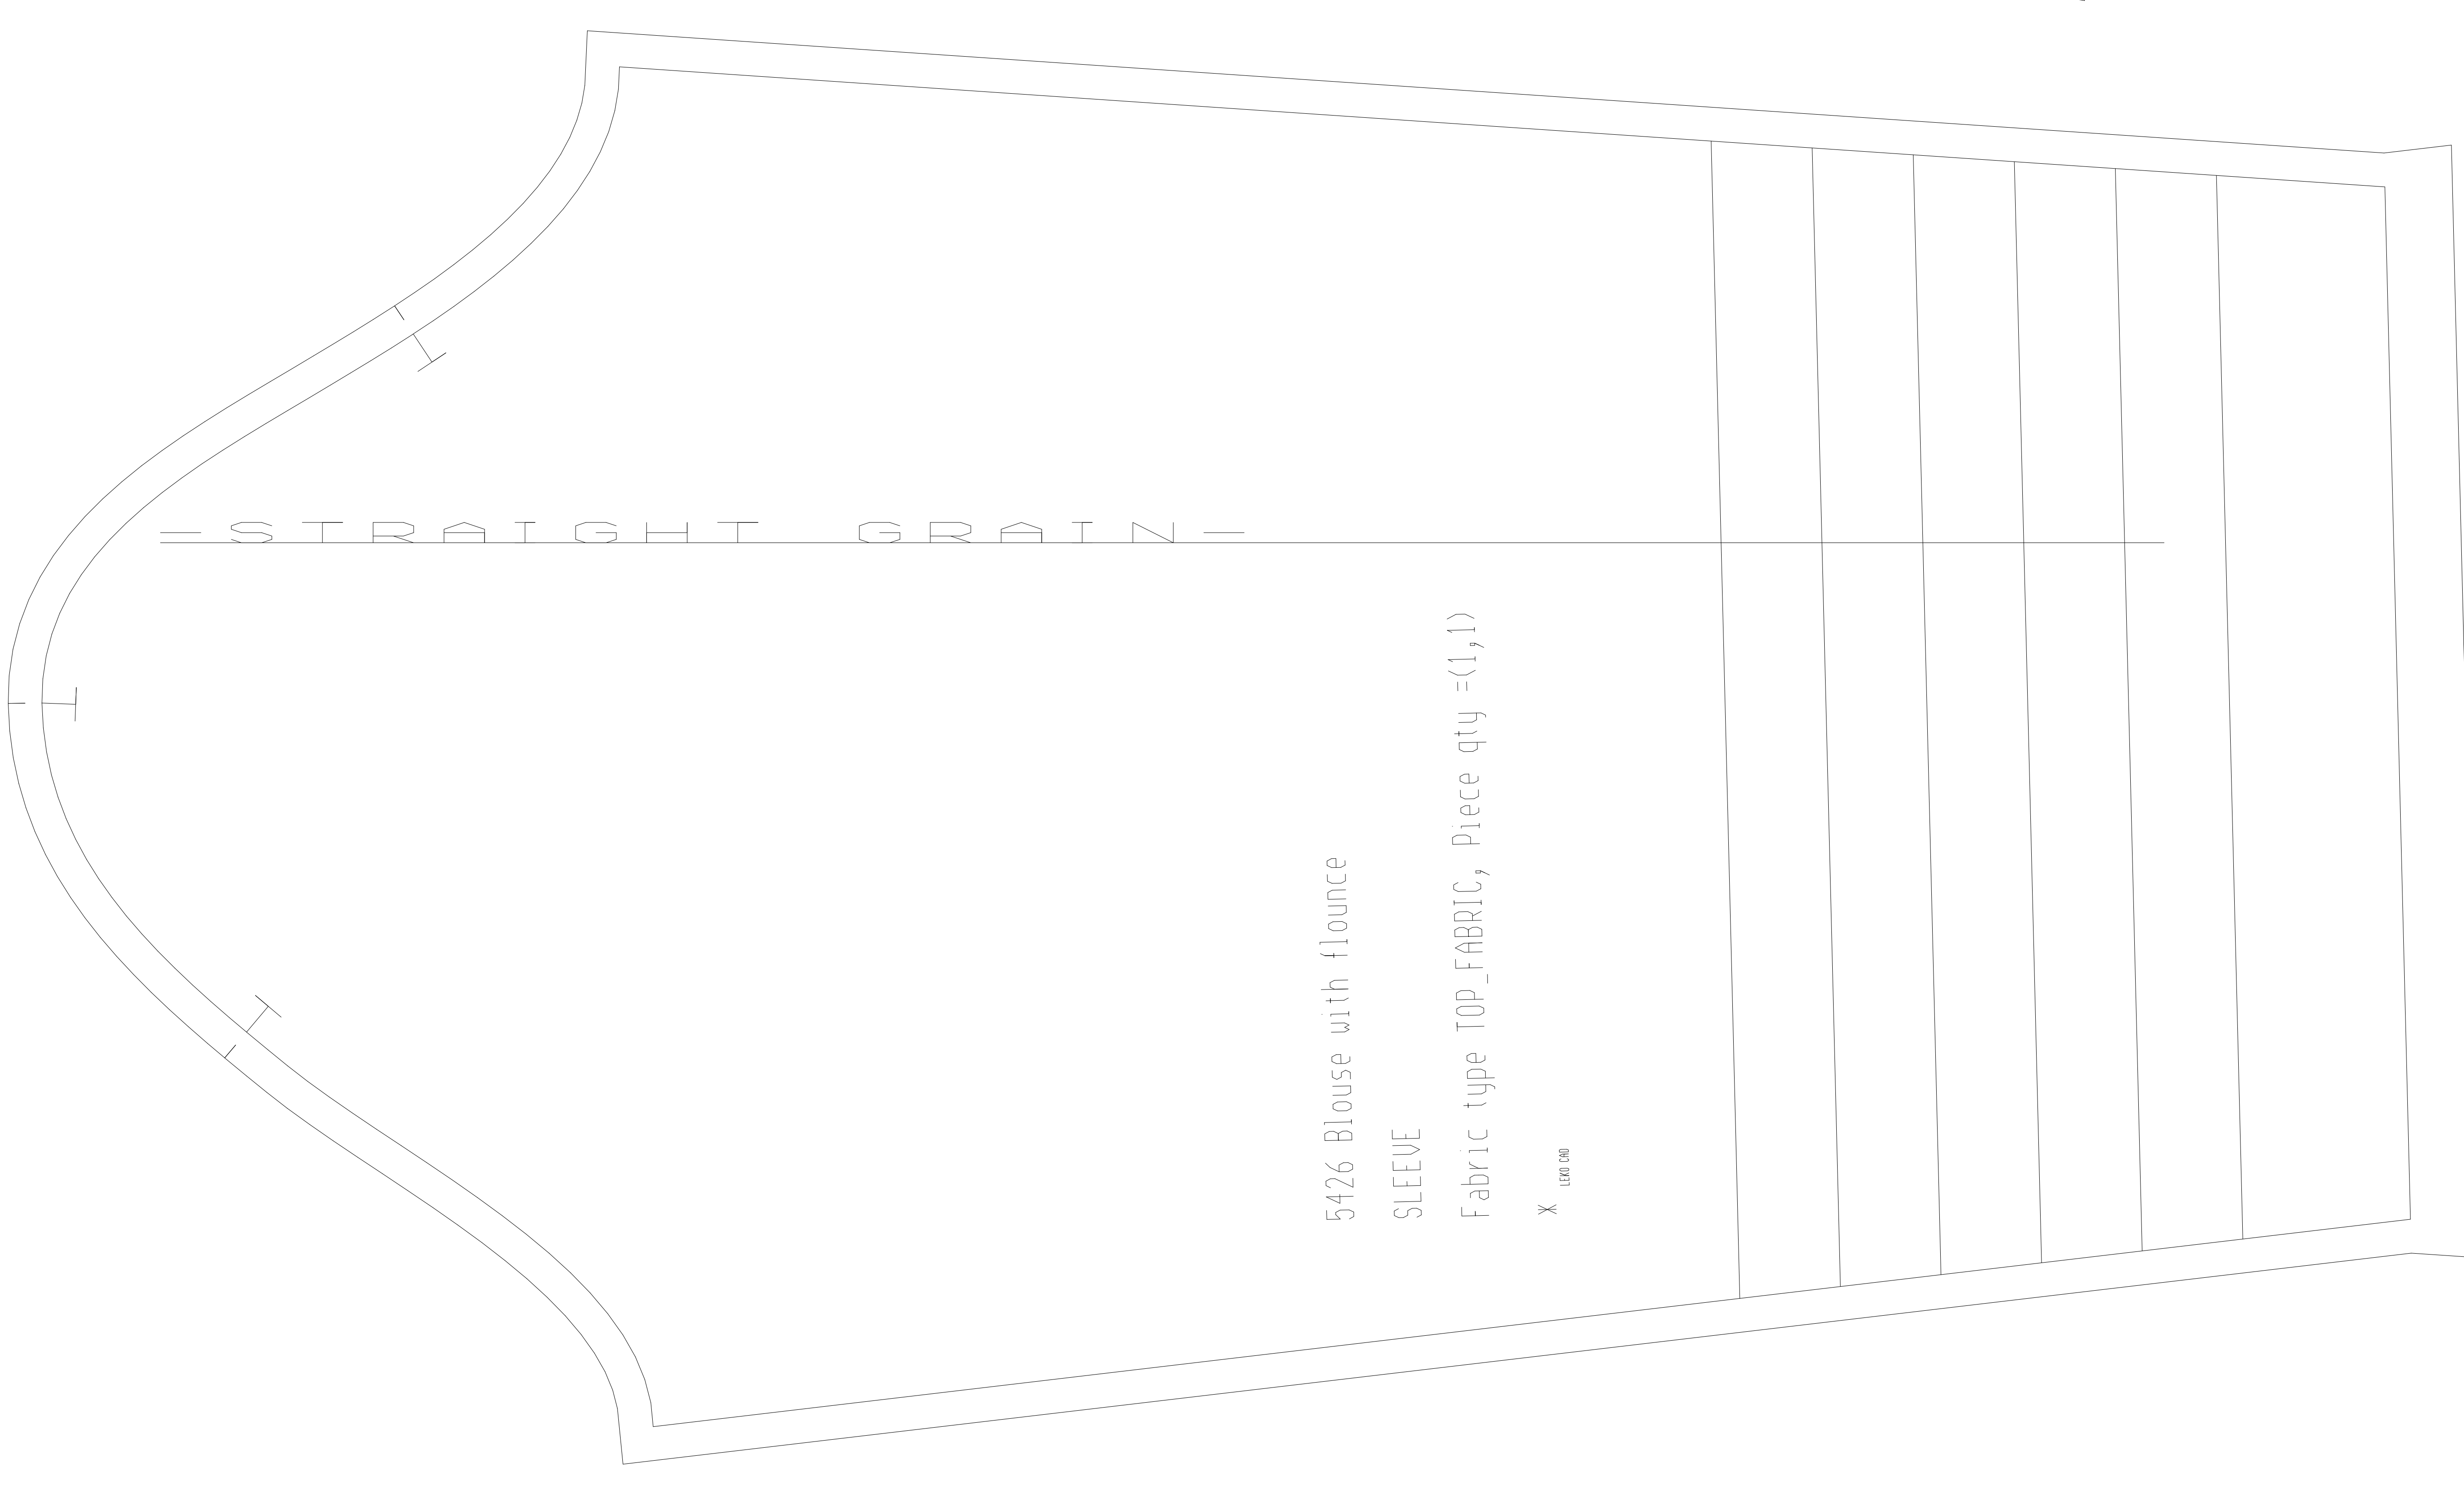 -STRAIGHT GRAIN-
5426 Blouse with flounce
SLEEVE
Fabric type TOP_FABRIC, Piece qty =(1,1)
* LEKO CAD